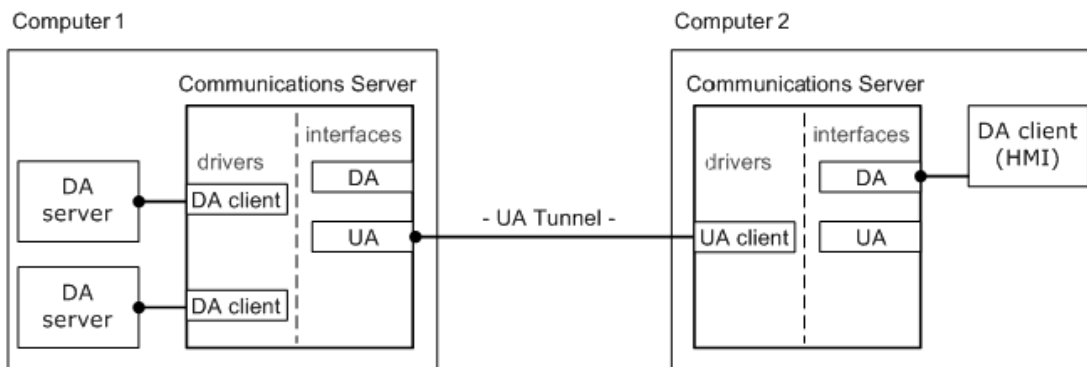 Computer 1
Communications Server
drivers
interfaces
DA
server
DA client
DA
UA
DA
server
DA client
- UA Tunnel -
Computer 2
Communications Server
drivers
interfaces
UA client
DA
UA
DA client
(HMI)